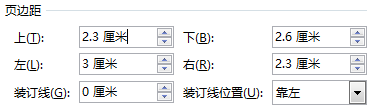 页边距
上(T): 2.3 厘米 下(B): 2.6 厘米
左(L): 3 厘米 右(R): 2.3 厘米
装订线(G): 0 厘米 装订线位置(U): 靠左